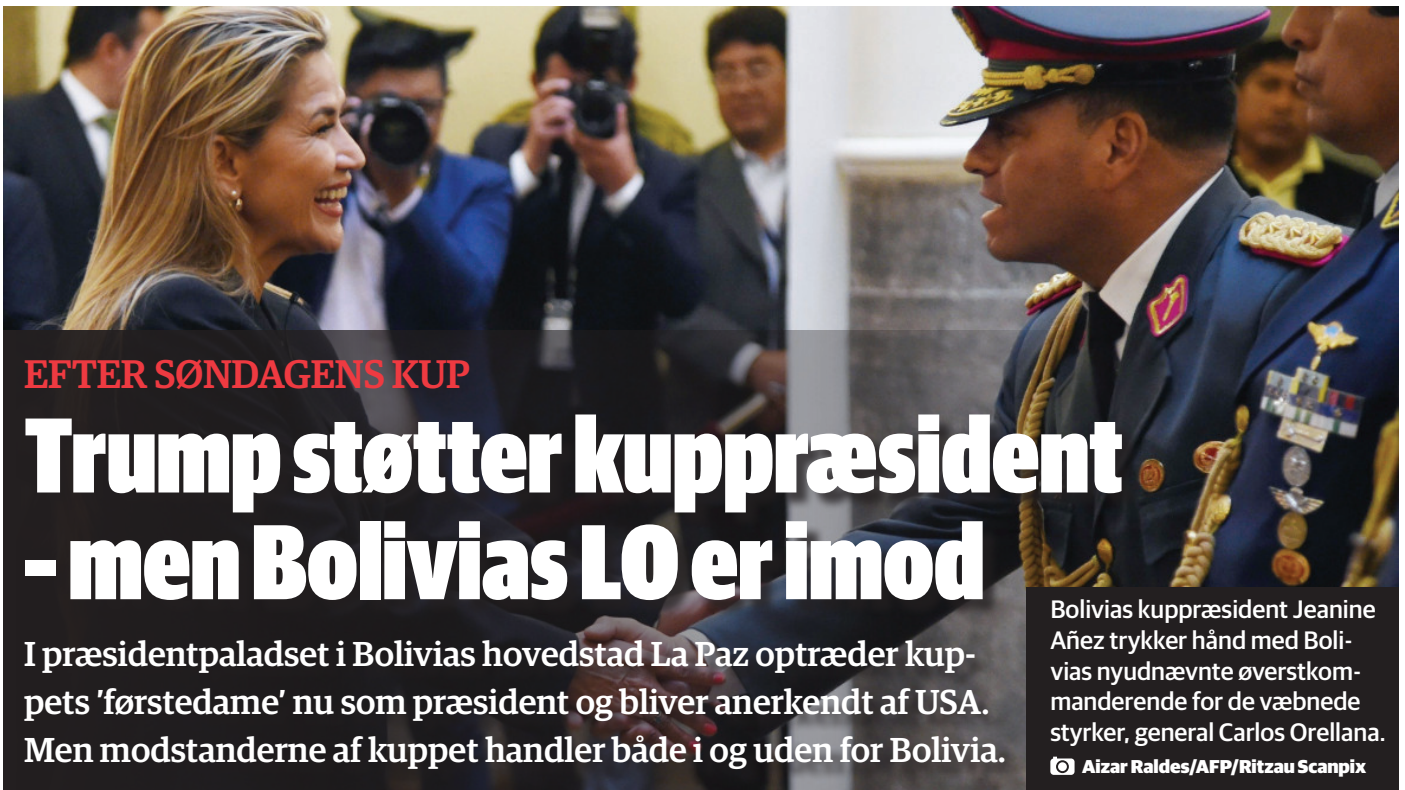 EFTER SØNDAGENS KUP
Trump støtter kuppræsident
– men Bolivias LO er imod
I præsidentpaladset i Bolivias hovedstad La Paz optræder kup-
pets ’førstedame’ nu som præsident og bliver anerkendt af USA.
Men modstanderne af kuppet handler både i og uden for Bolivia.
Bolivias kuppræsident Jeanine
Añez trykker hånd med Boli-
vias nyudnævnte øverstkom-
manderende for de væbnede
styrker, general Carlos Orellana.
Aizar Raldes/AFP/Ritzau Scanpix